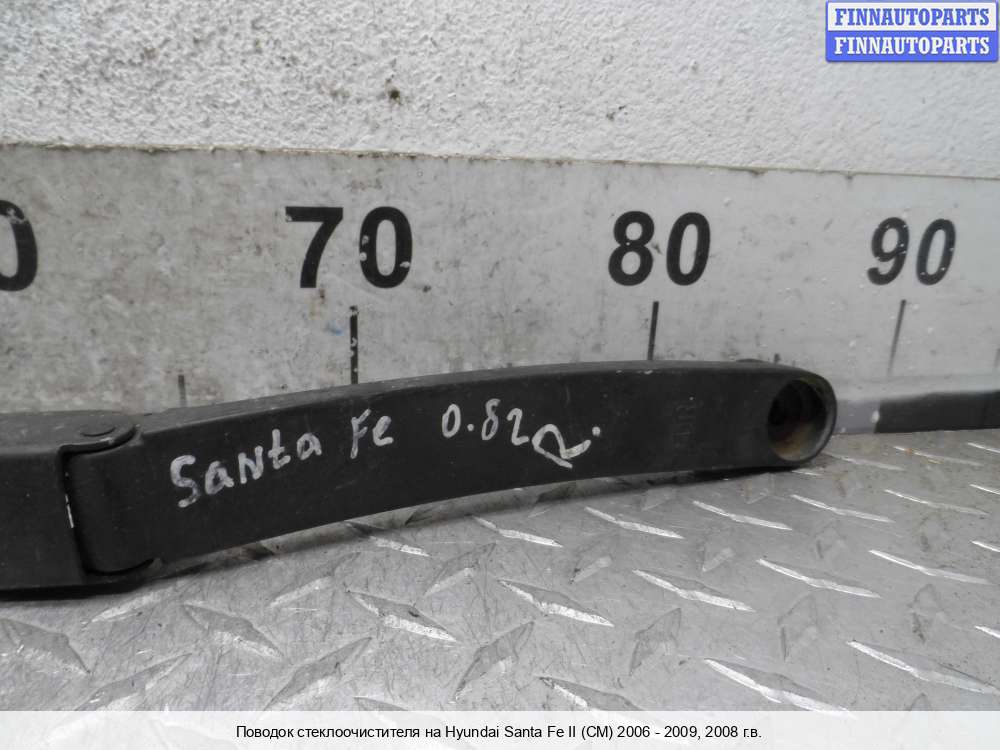 FINNAUTOPARTS
FINNAUTOPARTS
0 70 80 90
Santa Fe 0.82 R.
Поводок стеклоочистителя на Hyundai Santa Fe II (CM) 2006 - 2009, 2008 г.в.